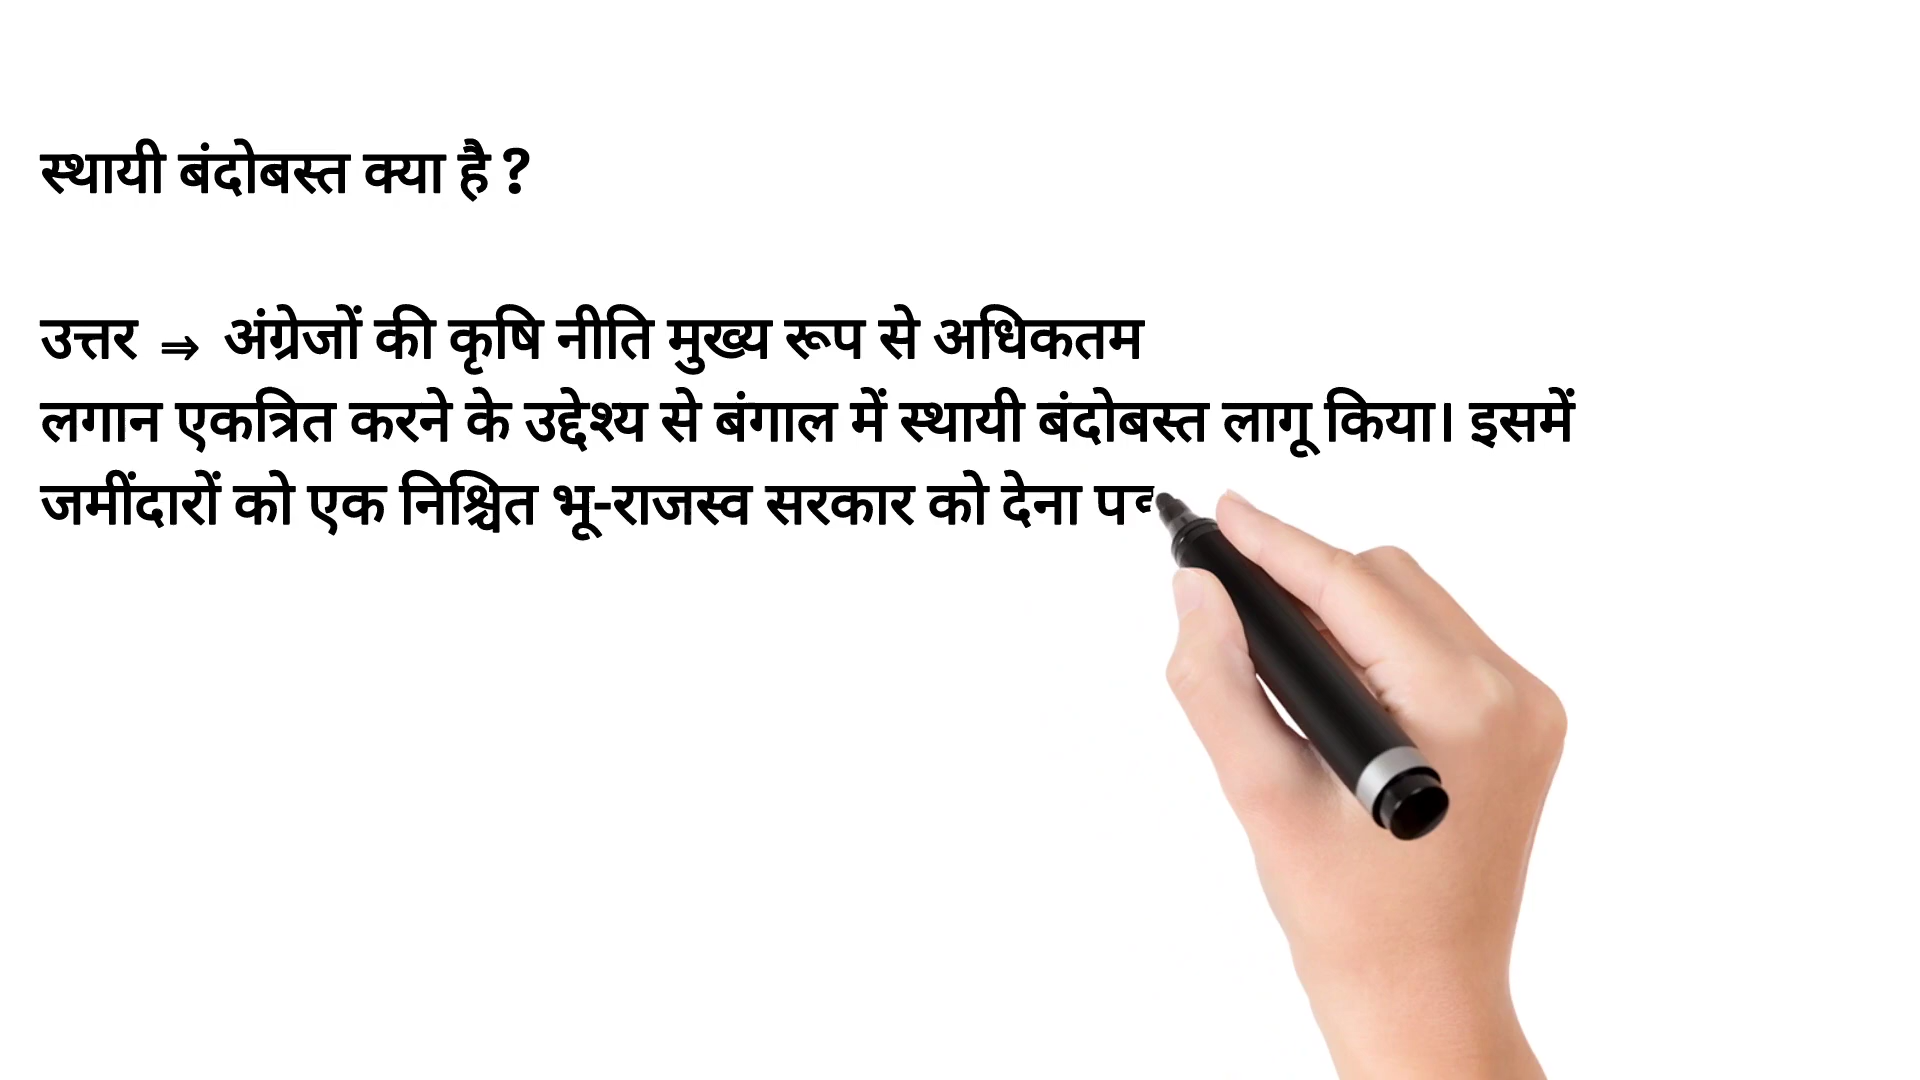 स्थायी बंदोबस्त क्या है ?
उत्तर ⇒ अंग्रेजों की कृषि नीति मुख्य रूप से अधिकतम
लगान एकत्रित करने के उद्देश्य से बंगाल में स्थायी बंदोबस्त लागू किया। इसमें
जमींदारों को एक निश्चित भू-राजस्व सरकार को देना